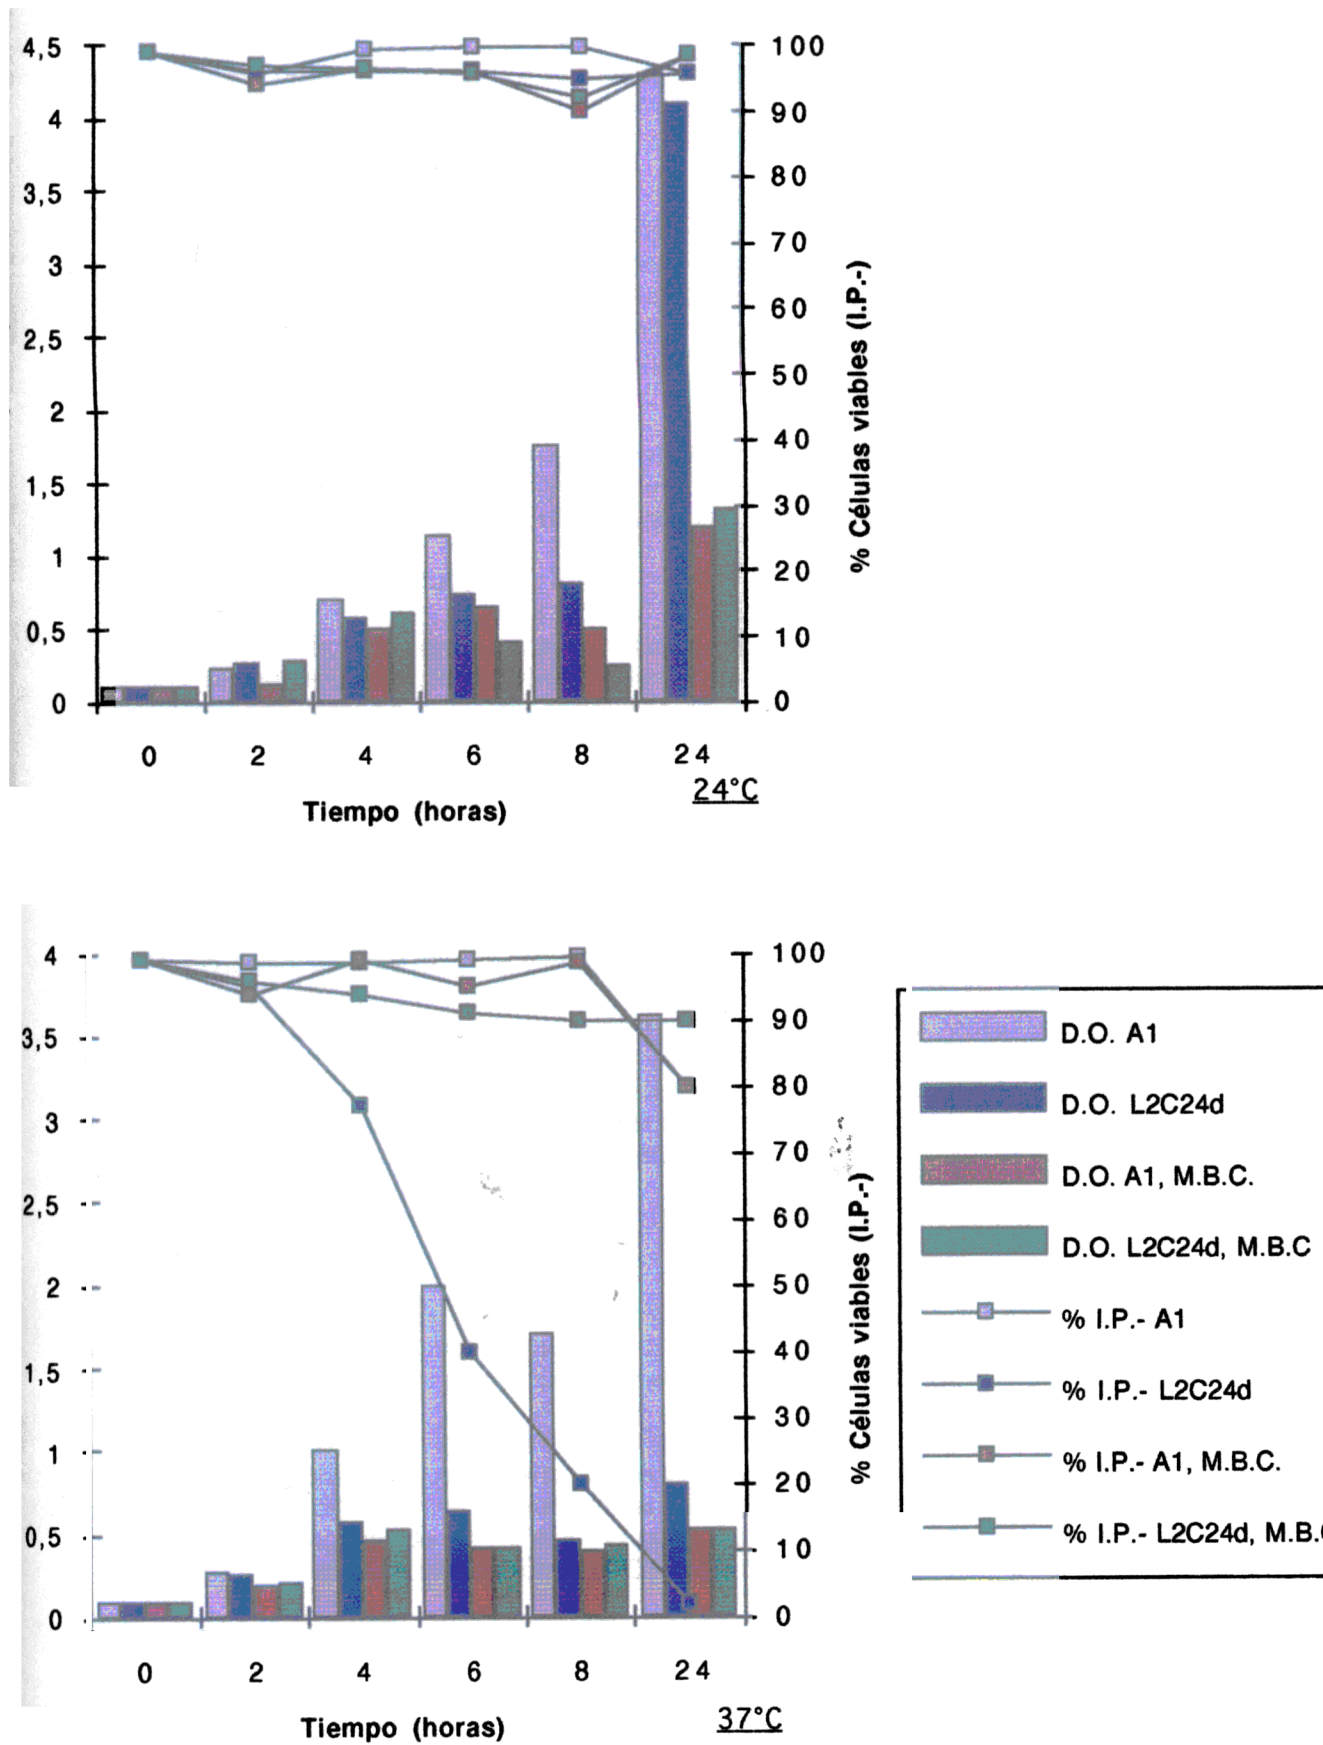 4,5
4
3,5
3
2,5
2
1,5
1
0,5
0
100
90
80
70
60
50
40
30
20
10
0
% Células viables (I.P.-)
0 2 4 6 8 24
24°C
Tiempo (horas)
4
3,5
3
2,5
2
1,5
1
0,5
0
100
90
80
70
60
50
40
30
20
10
0
% Células viables (I.P.-)
0 2 4 6 8 24
37°C
Tiempo (horas)
D.O. A1
D.O. L2C24d
D.O. A1, M.B.C.
D.O. L2C24d, M.B.C
% I.P.- A1
% I.P.- L2C24d
% I.P.- A1, M.B.C.
% I.P.- L2C24d, M.B.